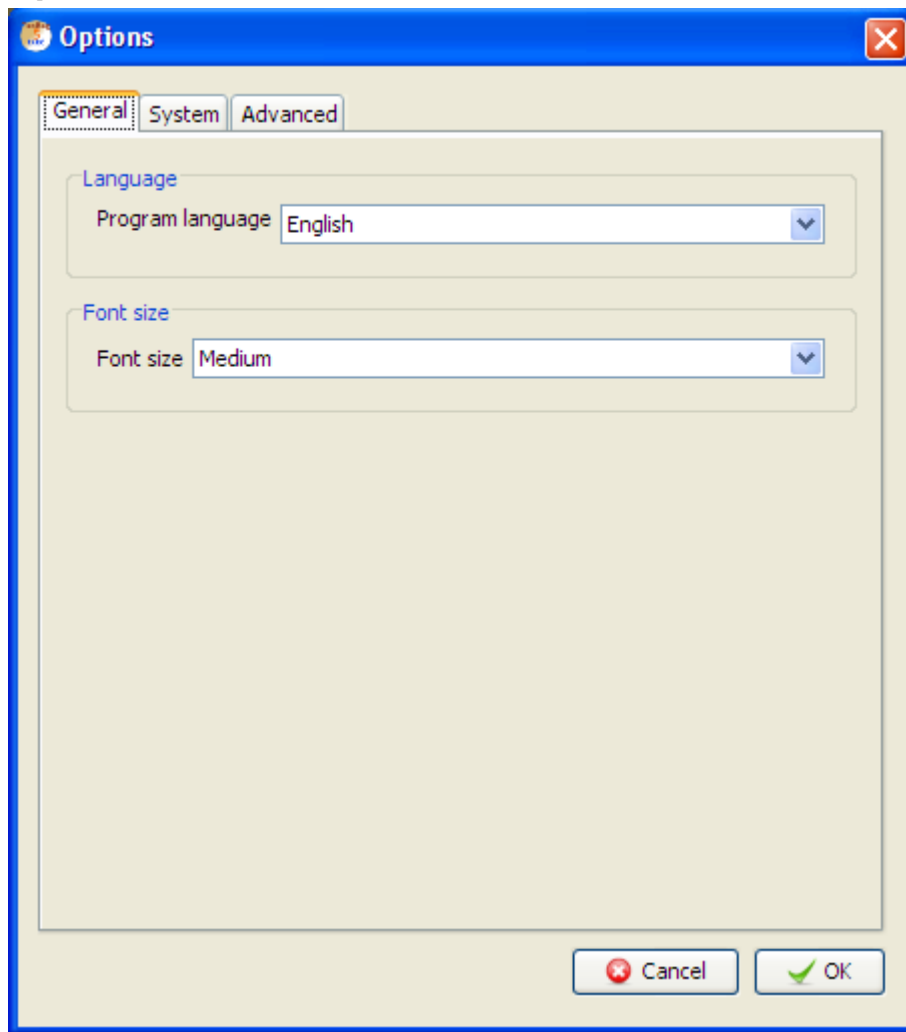 Options
General System Advanced
Language
Program language English
Font size
Font size Medium
Cancel OK